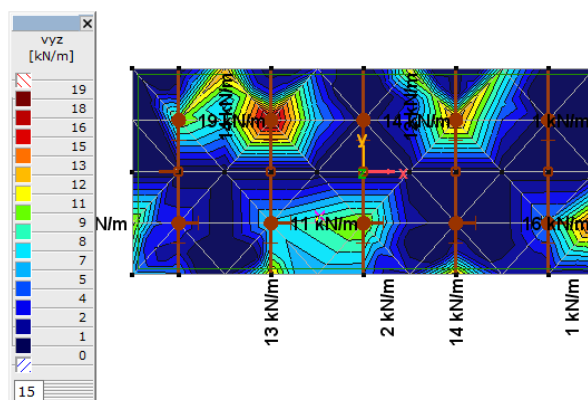 vyz
[kN/m]
19
18
16
15
13
12
11
9
8
7
5
4
2
1
0
15
19 kN/m
14 kN/m
1 kN/m
y
x
N/m
11 kN/m
16 kN/m
13 kN/m
2 kN/m
14 kN/m
1 kN/m